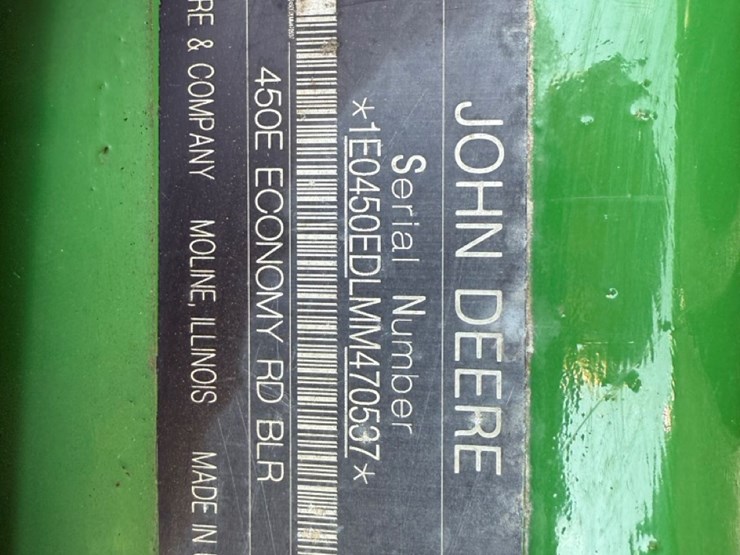 JOHN DEERE
Serial Number
*1E0450EDLMM470537*
450E ECONOMY RD BLR
RE & COMPANY MOLINE, ILLINOIS MADE IN